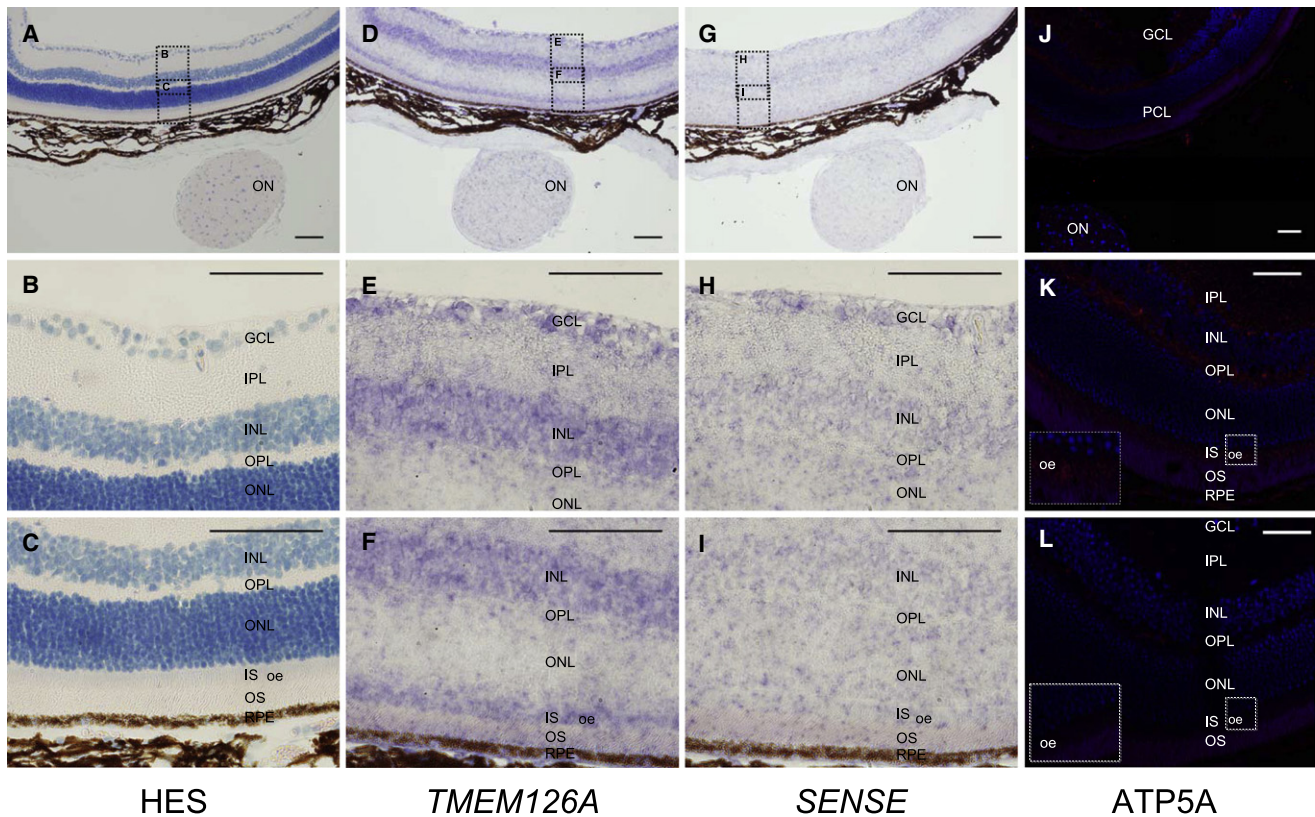 A
B
C
ON
D
E
F
ON
G
H
I
ON
J
GCL
PCL
ON
B
GCL
IPL
INL
OPL
ONL
E
GCL
IPL
INL
OPL
ONL
H
GCL
IPL
INL
OPL
ONL
K
IPL
INL
OPL
ONL
IS oe
OS
RPE
oe
C
INL
OPL
ONL
IS oe
OS
RPE
F
INL
OPL
ONL
IS oe
OS
RPE
I
INL
OPL
ONL
IS oe
OS
RPE
L
GCL
IPL
INL
OPL
ONL
IS oe
OS
oe
HES
TMEM126A
SENSE
ATP5A